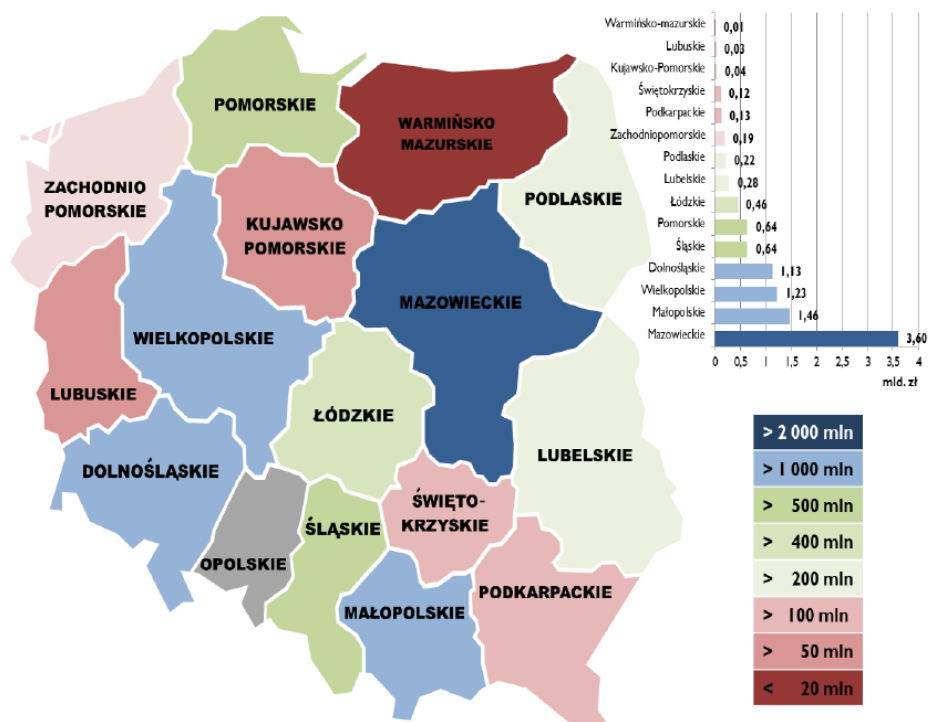 POMORSKIE
WARMIŃSKO
MAZURSKIE
ZACHODNIO
POMORSKIE
KUJAWSKO
POMORSKIE
PODLASKIE
MAZOWIECKIE
WIELKOPOLSKIE
LUBUSKIE
ŁÓDZKIE
DOLNOŚLĄSKIE
LUBELSKIE
ŚWIĘTO-
KRZYSKIE
ŚLĄSKIE
OPOLSKIE
MAŁOPOLSKIE
PODKARPACKIE
Warmińsko-mazurskie 0,01
Lubuskie 0,03
Kujawsko-Pomorskie 0,04
Świętokrzyskie 0,12
Podkarpackie 0,13
Zachodniopomorskie 0,19
Podlaskie 0,22
Lubelskie 0,28
Łódzkie 0,46
Pomorskie 0,64
Śląskie 0,64
Dolnośląskie 1,13
Wielkopolskie 1,23
Małopolskie 1,46
Mazowieckie 3,60
0 0,5 1 1,5 2 2,5 3 3,5 4
mld. zł
> 2 000 mln
> 1 000 mln
> 500 mln
> 400 mln
> 200 mln
> 100 mln
> 50 mln
< 20 mln